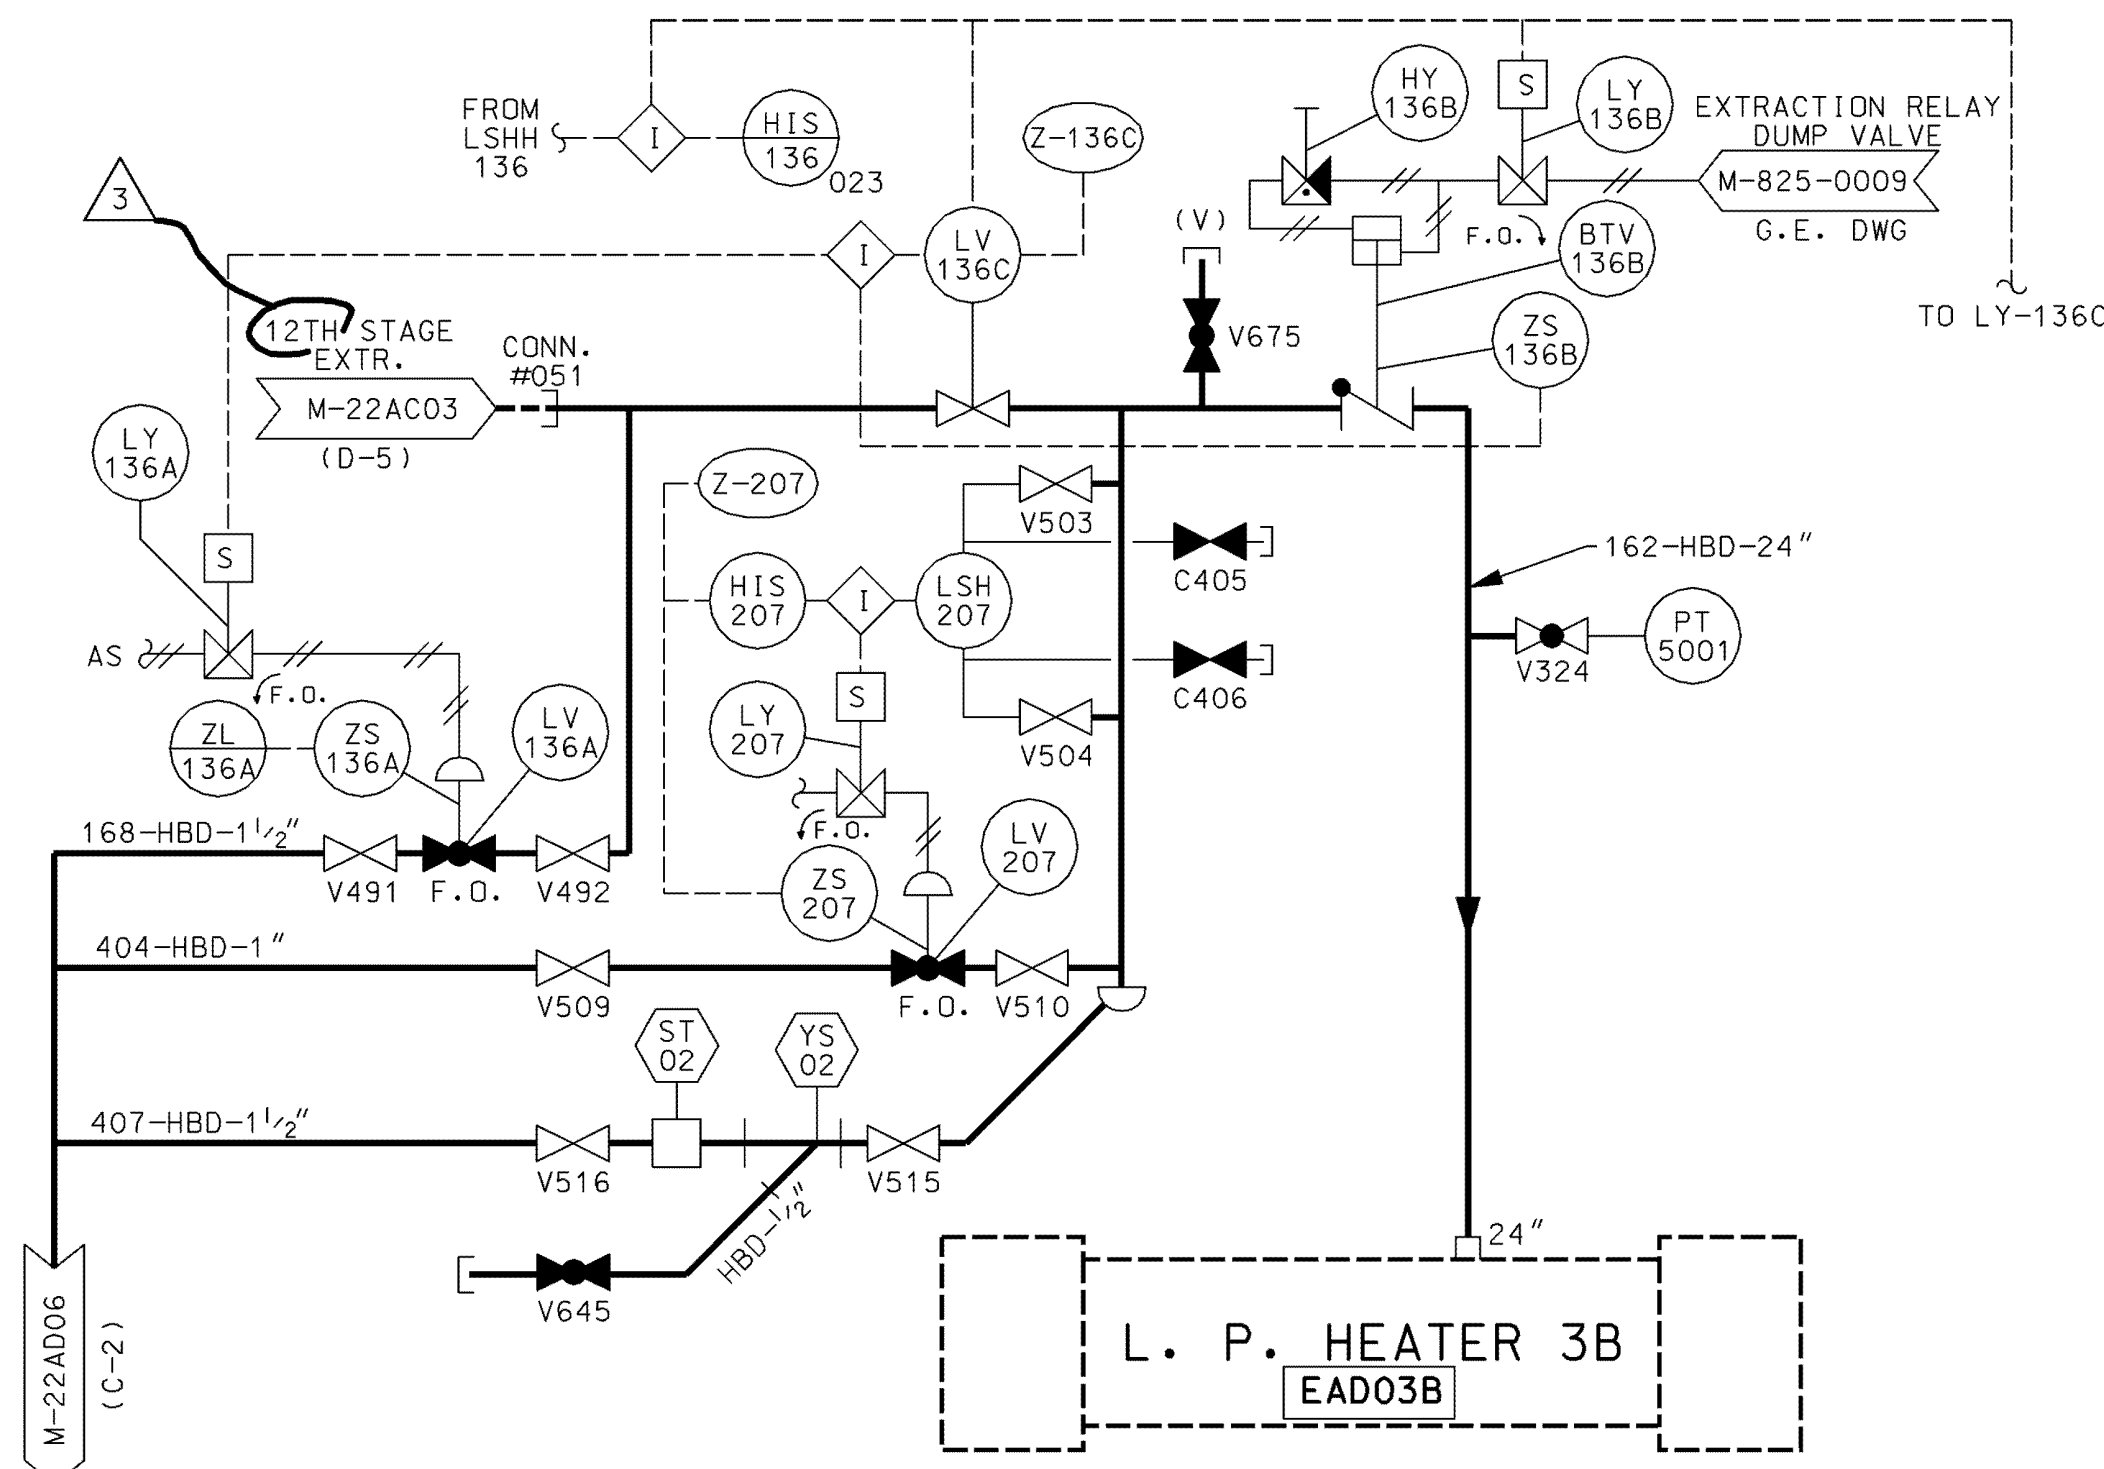 FROM
LSHH
136
I
HIS
136
023
Z-136C
HY
136B
S
LY
136B
EXTRACTION RELAY
DUMP VALVE
M-825-0009
G.E. DWG
F.O.
BTV
136B
ZS
136B
TO LY-136C
3
12TH STAGE
EXTR.
M-22AC03
(D-5)
CONN.
#051
I
LV
136C
(V)
V675
LY
136A
S
AS
F.O.
ZL
136A
ZS
136A
LV
136A
Z-207
HIS
207
I
LSH
207
V503
C405
C406
V504
S
LY
207
F.O.
ZS
207
LV
207
162-HBD-24"
V324
PT
5001
168-HBD-1 1/2"
V491
F.O.
V492
404-HBD-1"
V509
F.O.
V510
ST
02
YS
02
407-HBD-1 1/2"
V516
V515
HBD-1/2"
V645
M-22AD06
(C-2)
24"
L. P. HEATER 3B
EAD03B